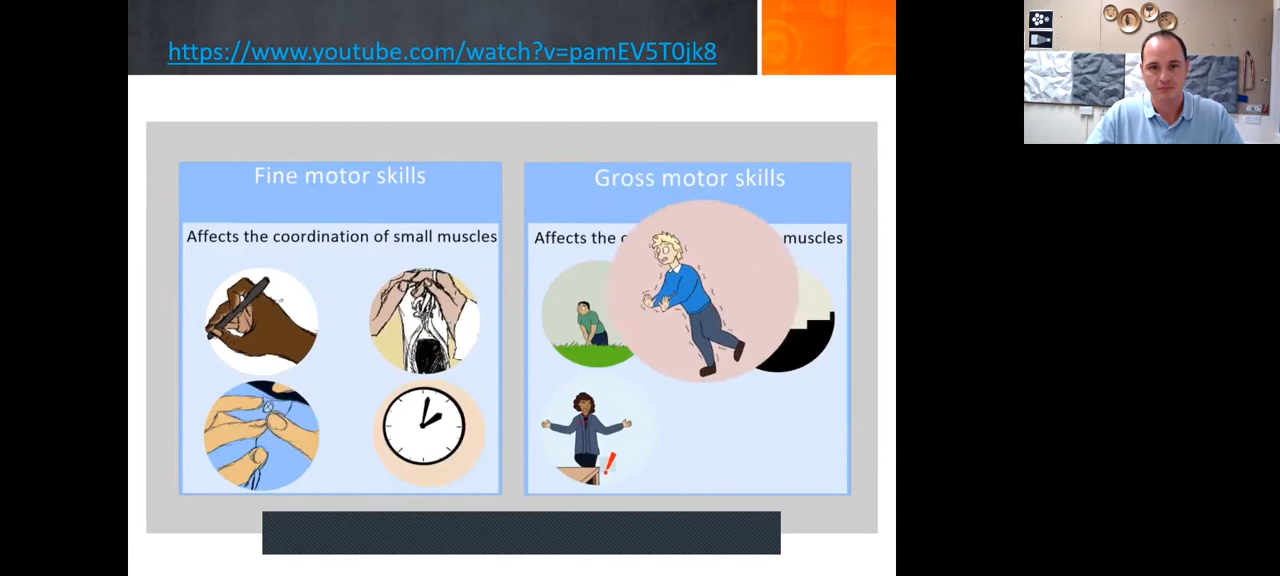 https://www.youtube.com/watch?v=pamEV5T0jk8
Fine motor skills
Affects the coordination of small muscles
Gross motor skills
Affects the muscles